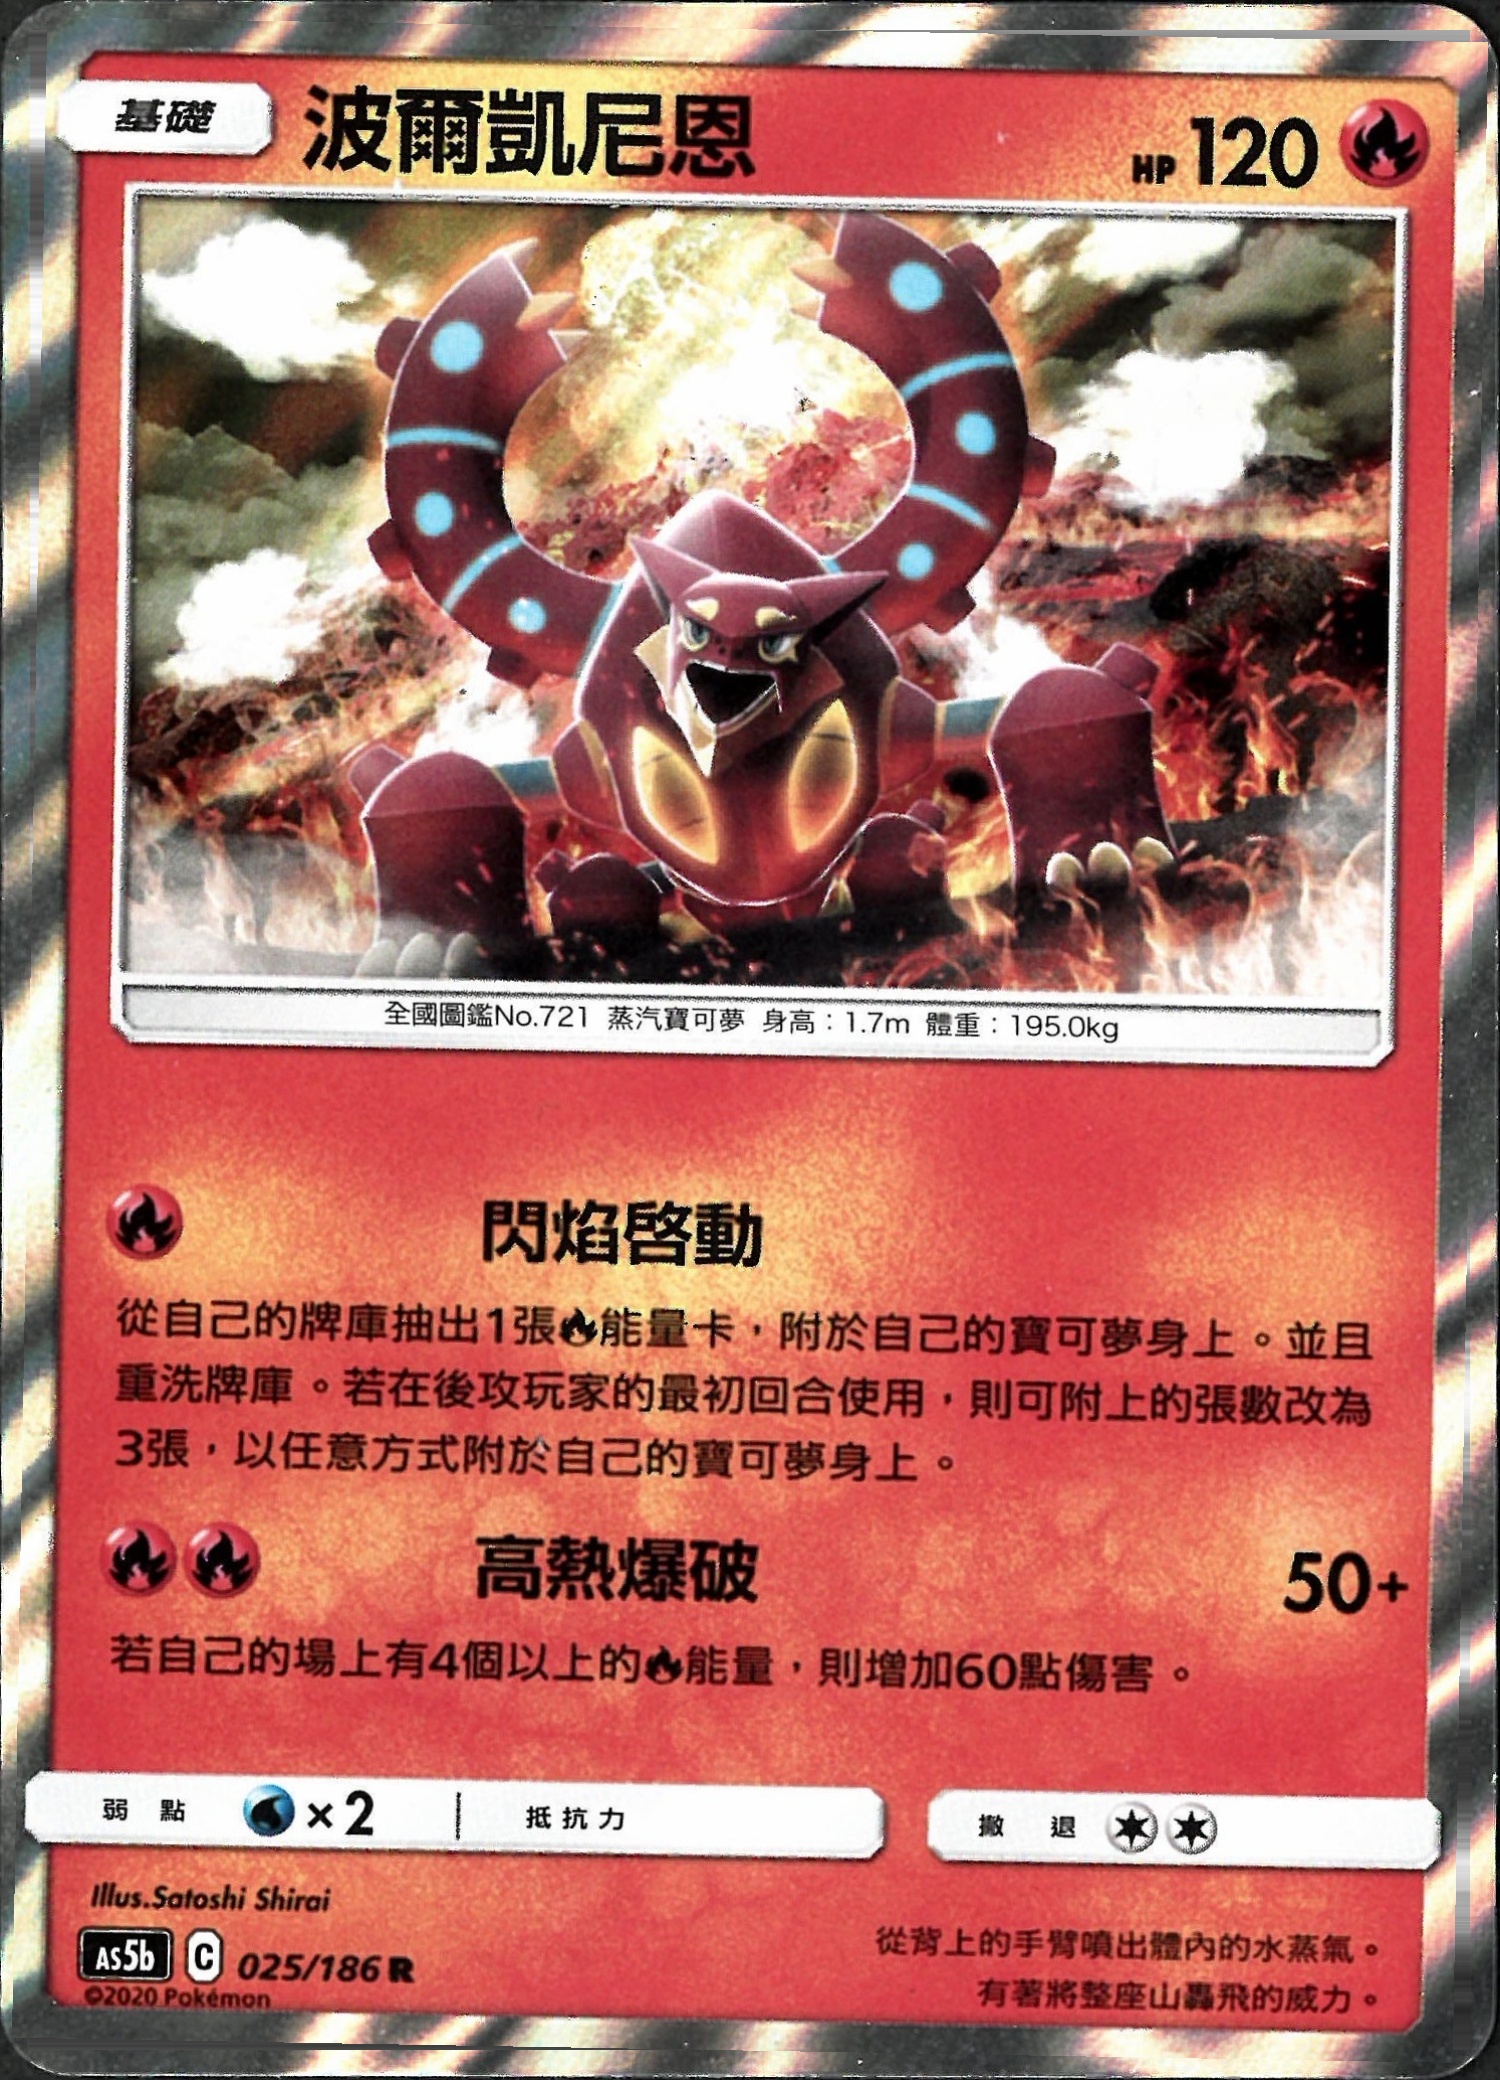 基礎
波爾凱尼恩
HP 120
全國圖鑑No.721 蒸汽寶可夢 身高：1.7m 體重：195.0kg
閃焰啓動
從自己的牌庫抽出1張能量卡，附於自己的寶可夢身上。並且
重洗牌庫。若在後攻玩家的最初回合使用，則可附上的張數改為
3張，以任意方式附於自己的寶可夢身上。
高熱爆破 50+
若自己的場上有4個以上的能量，則增加60點傷害。
弱點 ×2 抵抗力 撤退
Illus.Satoshi Shirai
AS5b C 025/186 R
©2020 Pokémon
從背上的手臂噴出體內的水蒸氣。
有著將整座山轟飛的威力。